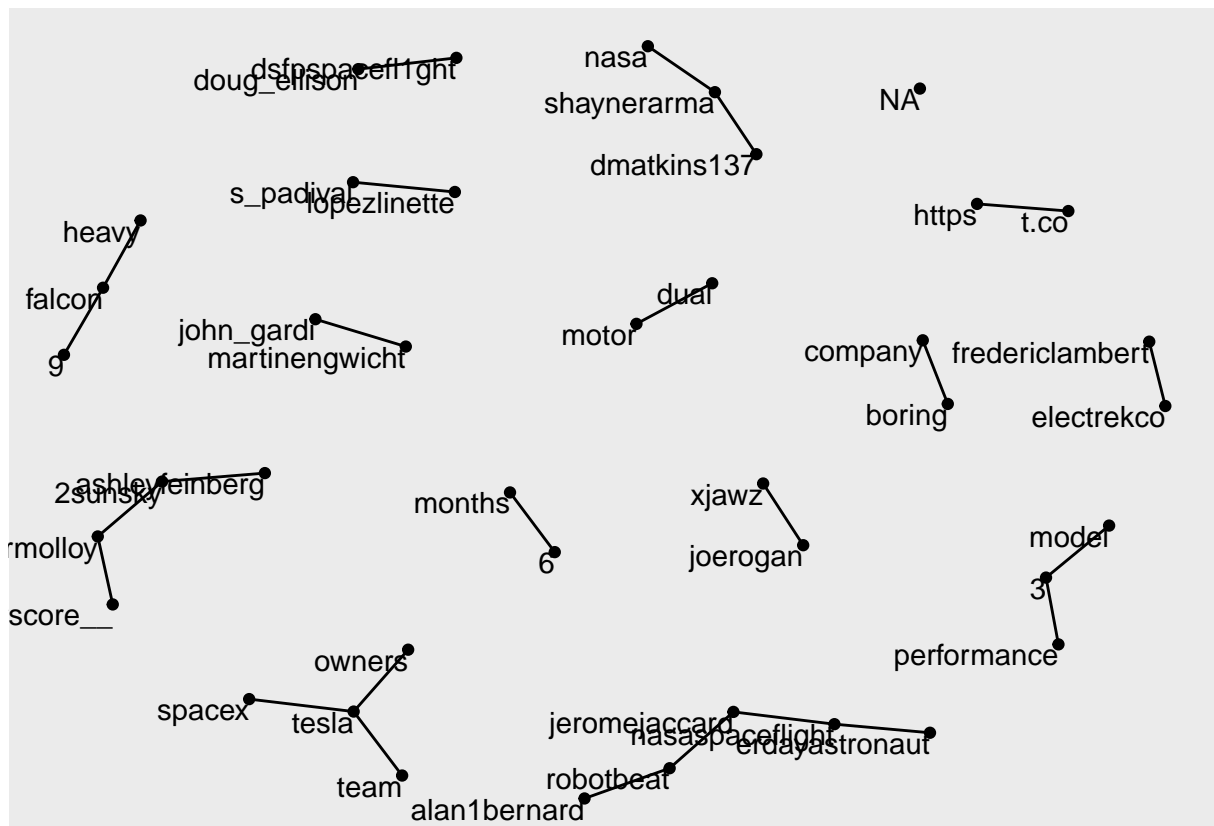 nasa
dsfpspacefl1ght
doug_ellison
NA
shaynerarma
dmatkins137
s_padival
lopezlinette
https
t.co
heavy
falcon
dual
motor
john_gardi
martinengwicht
9
company
fredericlambert
boring
electrekco
ashleyfeinberg
2sunsky
months
xjawz
model
rmolloy
joerogan
6
3
score__
performance
owners
spacex
tesla
jeromejaccard
nasaspaceflight
erdayastronaut
team
robotbeat
alan1bernard